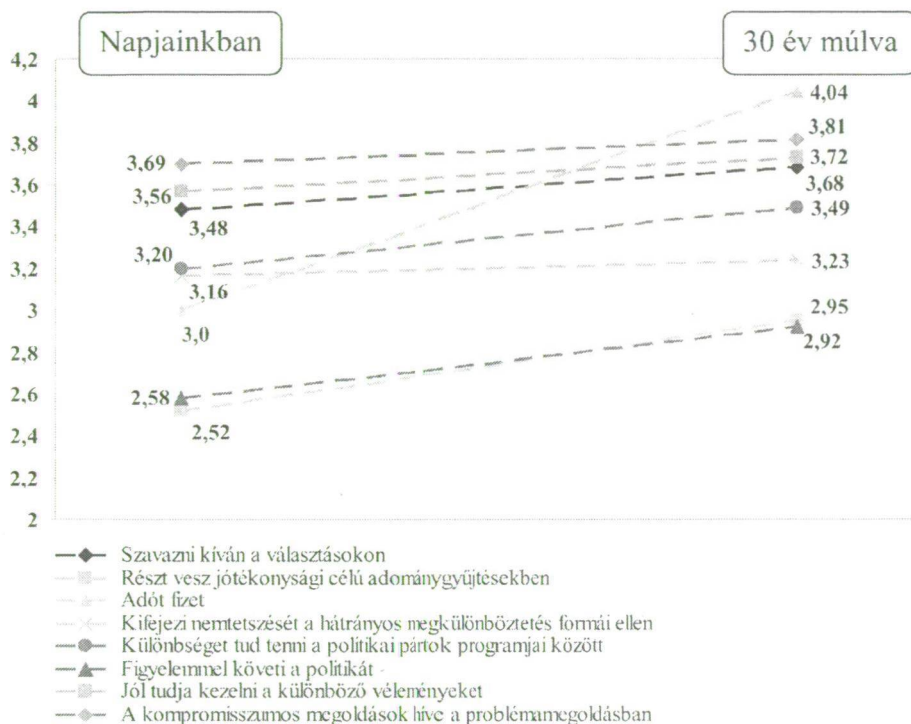 Napjainkban
30 év múlva
4,2
4
3,8
3,6
3,4
3,2
3
2,8
2,6
2,4
2,2
2
3,69
3,56
3,48
3,20
3,16
3,0
2,58
2,52
4,04
3,81
3,72
3,68
3,49
3,23
2,95
2,92
Szavazni kíván a választásokon
Részt vesz jótékonysági célú adománygyűjtésekben
Adót fizet
Kifejezi nemtetszését a hátrányos megkülönböztetés formái ellen
Különbséget tud tenni a politikai pártok programjai között
Figyelemmel követi a politikát
Jól tudja kezelni a különböző véleményeket
A kompromisszumos megoldások híve a problémamegoldásban